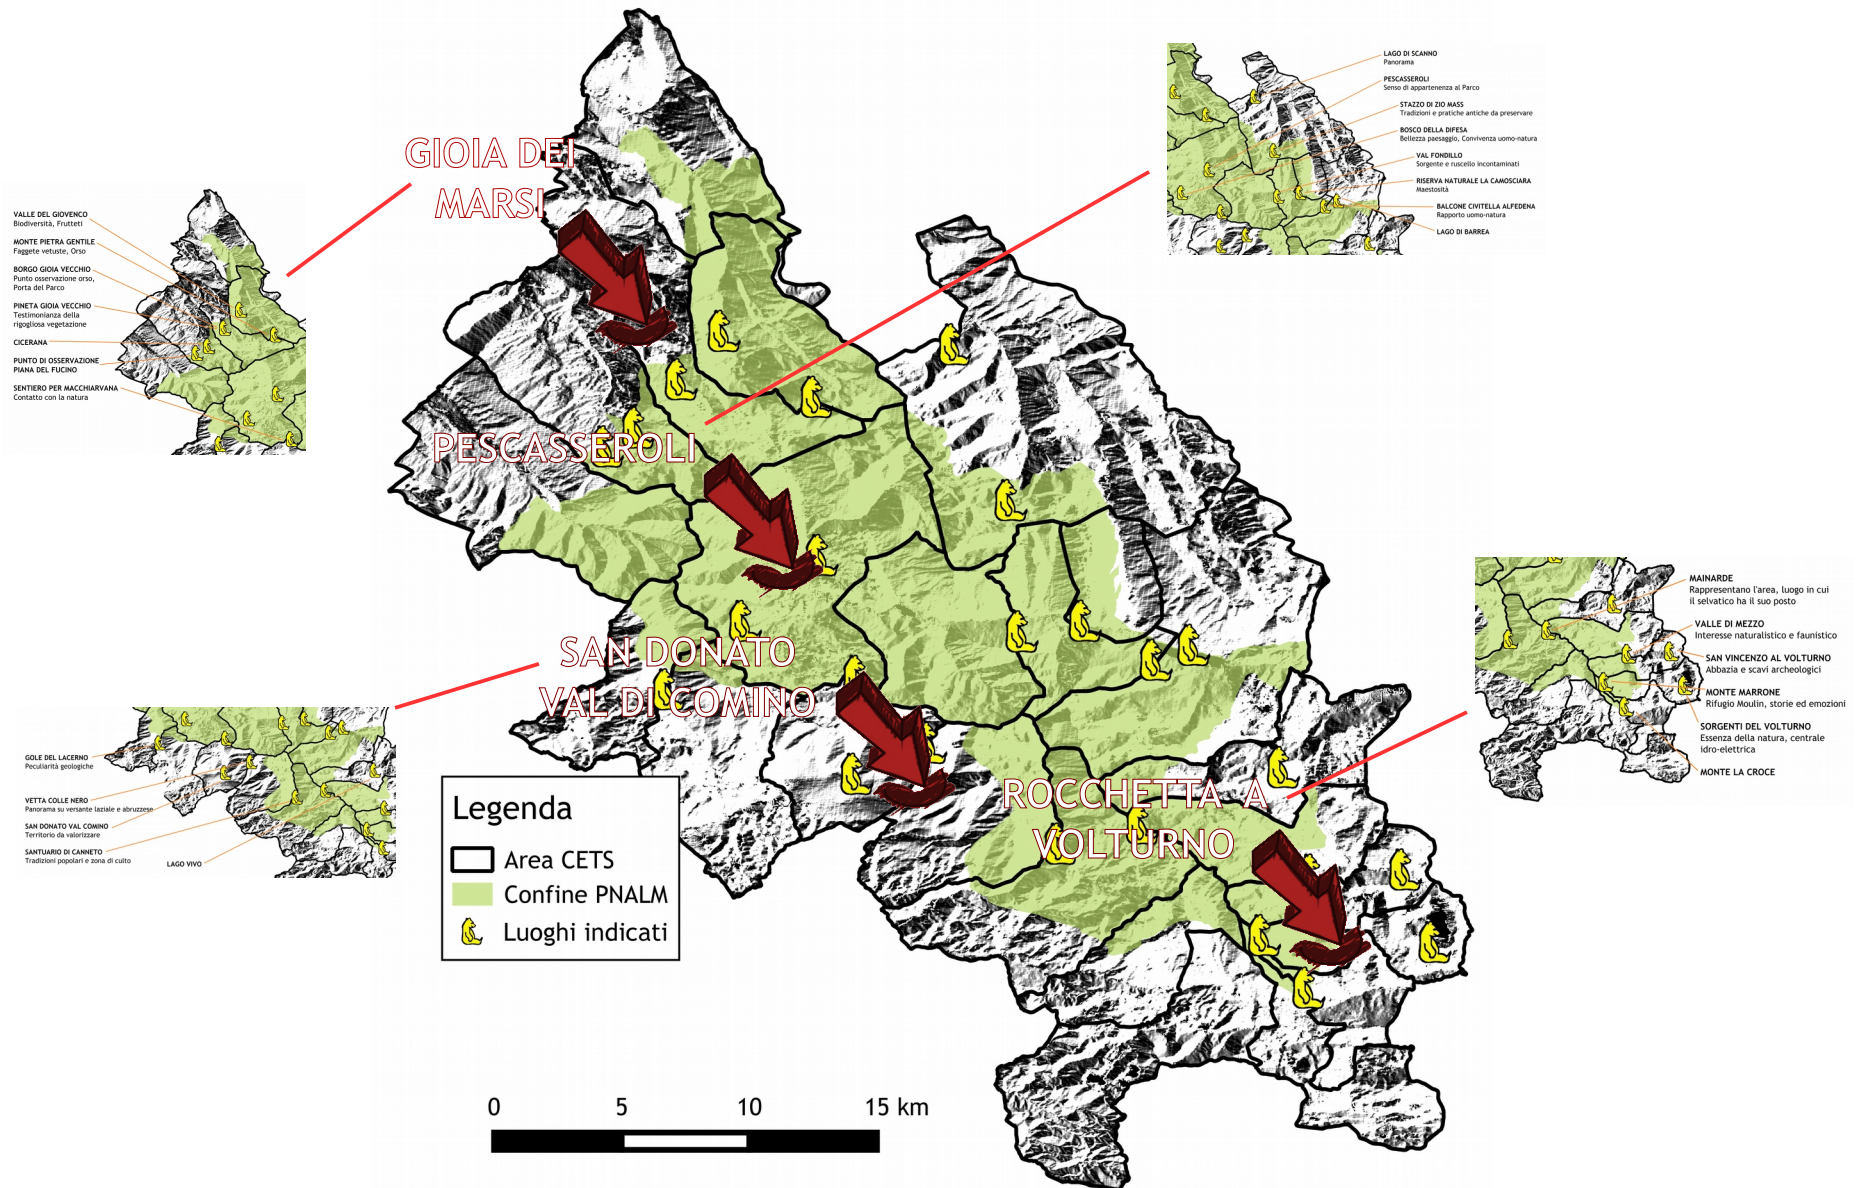 GIOIA DEI
MARSI
PESCASSEROLI
SAN DONATO
VAL DI COMINO
ROCCHETTA A
VOLTURNO
VALLE DEL GIOVENCO
Biodiversità, Frutteti
MONTE PIETRA GENTILE
Faggete vetuste, Orso
BORGO GIOIA VECCHIO
Punto osservazione orso,
Porta del Parco
PINETA GIOIA VECCHIO
Testimonianza della
rigogliosa vegetazione
CICERANA
PUNTO DI OSSERVAZIONE
PIANA DEL FUCINO
SENTIERO PER MACCHIARVANA
Contatto con la natura
LAGO DI SCANNO
Panorama
PESCASSEROLI
Senso di appartenenza al Parco
STAZZO DI ZIO MASS
Tradizioni e pratiche antiche da preservare
BOSCO DELLA DIFESA
Bellezza paesaggio, Convivenza uomo-natura
VAL FONDILLO
Sorgente e ruscello incontaminati
RISERVA NATURALE LA CAMOSCIARA
Maestosità
BALCONE CIVITELLA ALFEDENA
Rapporto uomo-natura
LAGO DI BARREA
GOLE DEL LACERNO
Peculiarità geologiche
VETTA COLLE NERO
Panorama su versante laziale e abruzzese
SAN DONATO VAL COMINO
Territorio da valorizzare
SANTUARIO DI CANNETO
Tradizioni popolari e zona di culto
LAGO VIVO
MAINARDE
Rappresentano l'area, luogo in cui
il selvatico ha il suo posto
VALLE DI MEZZO
Interesse naturalistico e faunistico
SAN VINCENZO AL VOLTURNO
Abbazia e scavi archeologici
MONTE MARRONE
Rifugio Moulin, storie ed emozioni
SORGENTI DEL VOLTURNO
Essenza della natura, centrale
idro-elettrica
MONTE LA CROCE
Legenda
Area CETS
Confine PNALM
Luoghi indicati
0 5 10 15 km